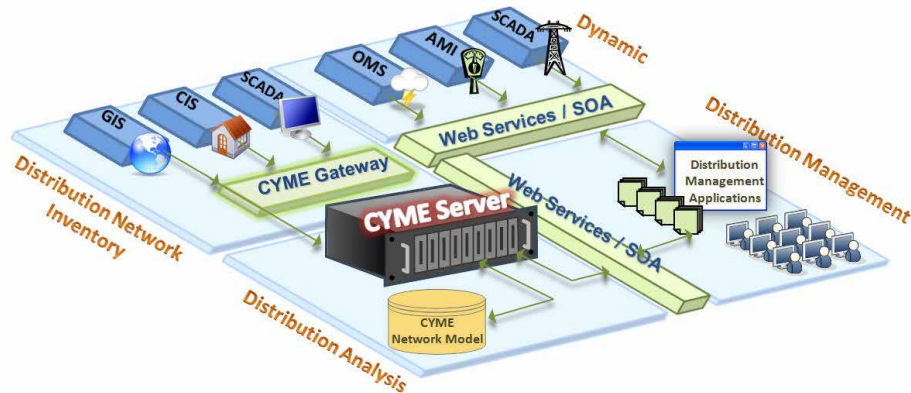 SCADA
Dynamic
AMI
OMS
SCADA
CIS
GIS
Web Services / SOA
CYME Gateway
Distribution Network
Inventory
Distribution Management
Distribution
Management
Applications
Web Services / SOA
CYME Server
CYME
Network Model
Distribution Analysis